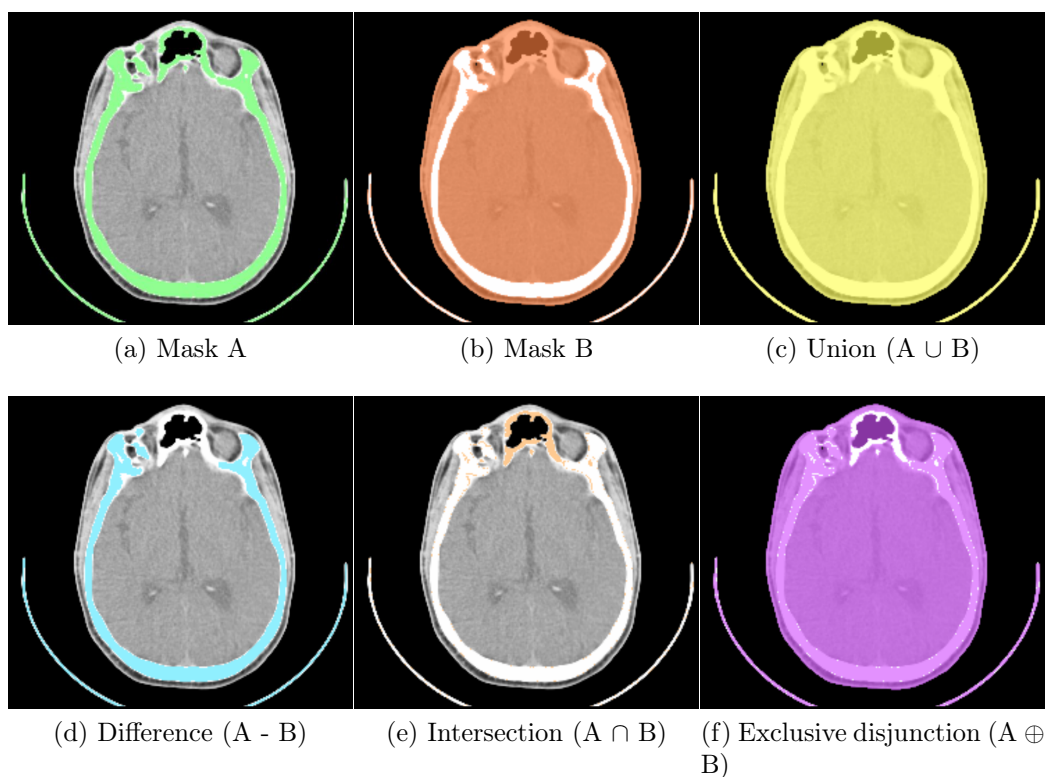 (a) Mask A
(b) Mask B
(c) Union (A ∪ B)
(d) Difference (A - B)
(e) Intersection (A ∩ B)
(f) Exclusive disjunction (A ⊕
B)